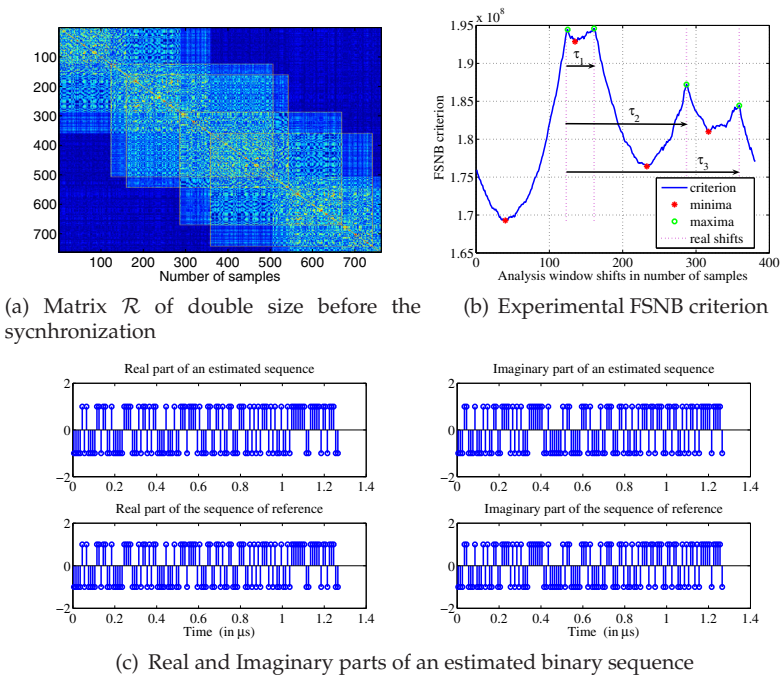 100
200
300
400
500
600
700
100 200 300 400 500 600 700
Number of samples
x 10^8
1.95
1.9
1.85
1.8
1.75
1.7
1.65
FSNB criterion
τ1
τ2
τ3
criterion
minima
maxima
real shifts
0 100 200 300 400
Analysis window shifts in number of samples
(a) Matrix R of double size before the
sycnhronization
(b) Experimental FSNB criterion
Real part of an estimated sequence
2
0
−2
0 0.2 0.4 0.6 0.8 1 1.2 1.4
Imaginary part of an estimated sequence
2
0
−2
0 0.2 0.4 0.6 0.8 1 1.2 1.4
Real part of the sequence of reference
2
0
−2
0 0.2 0.4 0.6 0.8 1 1.2 1.4
Time (in µs)
Imaginary part of the sequence of reference
2
0
−2
0 0.2 0.4 0.6 0.8 1 1.2 1.4
Time (in µs)
(c) Real and Imaginary parts of an estimated binary sequence